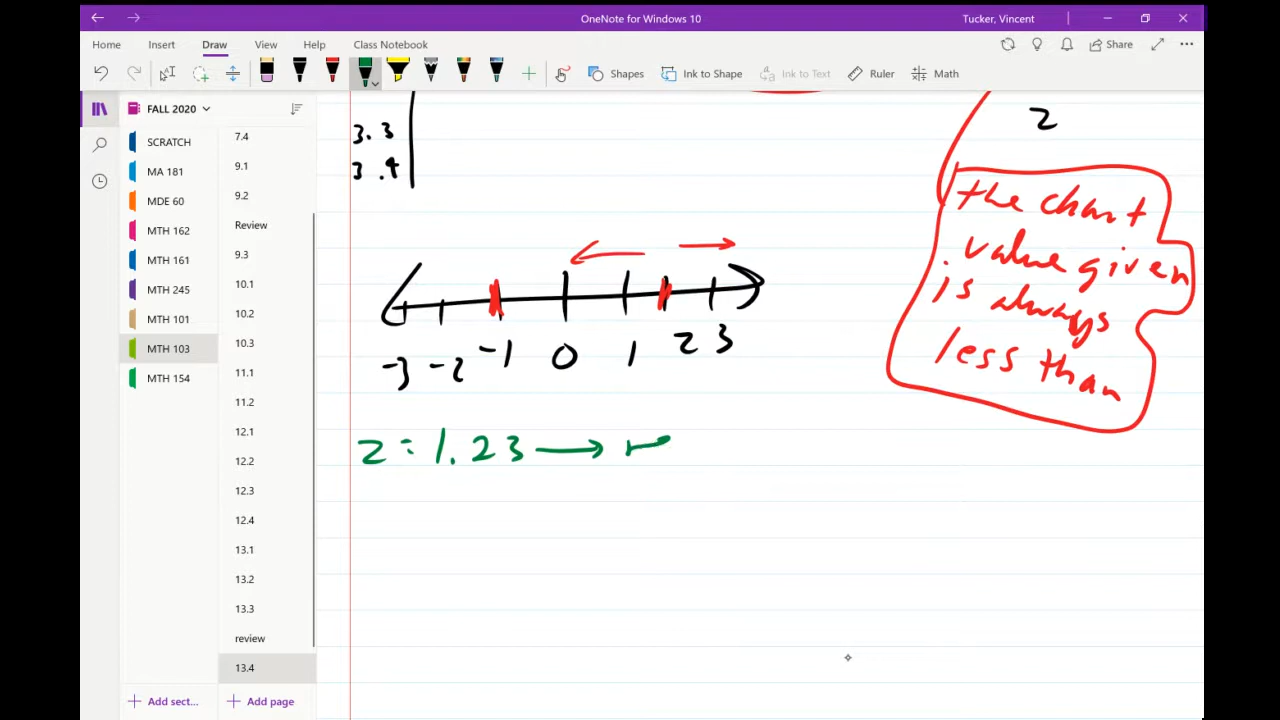 OneNote for Windows 10
Tucker, Vincent
Home Insert Draw View Help Class Notebook
Share
Shapes Ink to Shape Ink to Text Ruler Math
FALL 2020
SCRATCH
MA 181
MDE 60
MTH 162
MTH 161
MTH 245
MTH 101
MTH 103
MTH 154
Add sect...
7.4
9.1
9.2
Review
9.3
10.1
10.2
10.3
11.1
11.2
12.1
12.2
12.3
12.4
13.1
13.2
13.3
review
13.4
Add page
3.3
3.4
2
the chart
value given
is always
less than
-3 -2 -1 0 1 2 3
z = 1.23 →